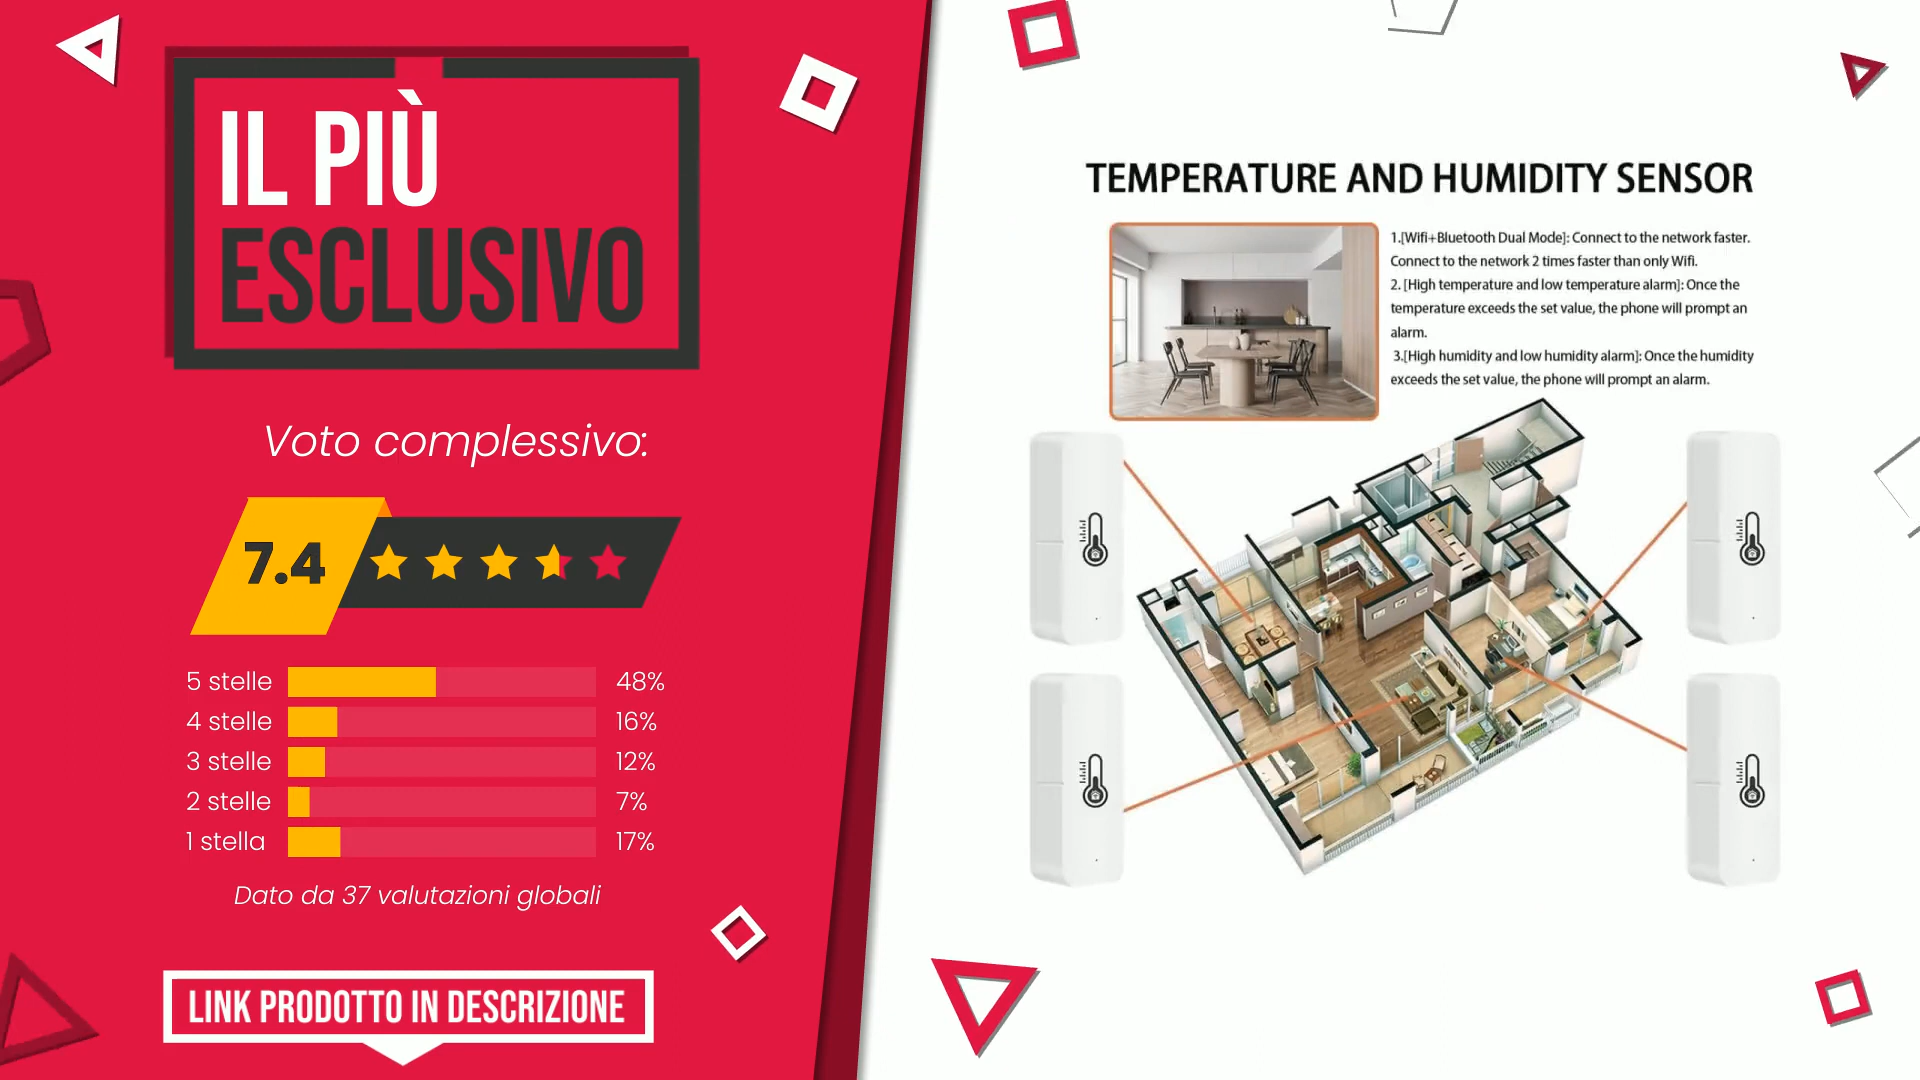 IL PIÙ
ESCLUSIVO
Voto complessivo:
7.4
5 stelle 48%
4 stelle 16%
3 stelle 12%
2 stelle 7%
1 stella 17%
Dato da 37 valutazioni globali
LINK PRODOTTO IN DESCRIZIONE
TEMPERATURE AND HUMIDITY SENSOR
1.[Wifi+Bluetooth Dual Mode]: Connect to the network faster.
Connect to the network 2 times faster than only Wifi.
2. [High temperature and low temperature alarm]: Once the
temperature exceeds the set value, the phone will prompt an
alarm.
3.[High humidity and low humidity alarm]: Once the humidity
exceeds the set value, the phone will prompt an alarm.